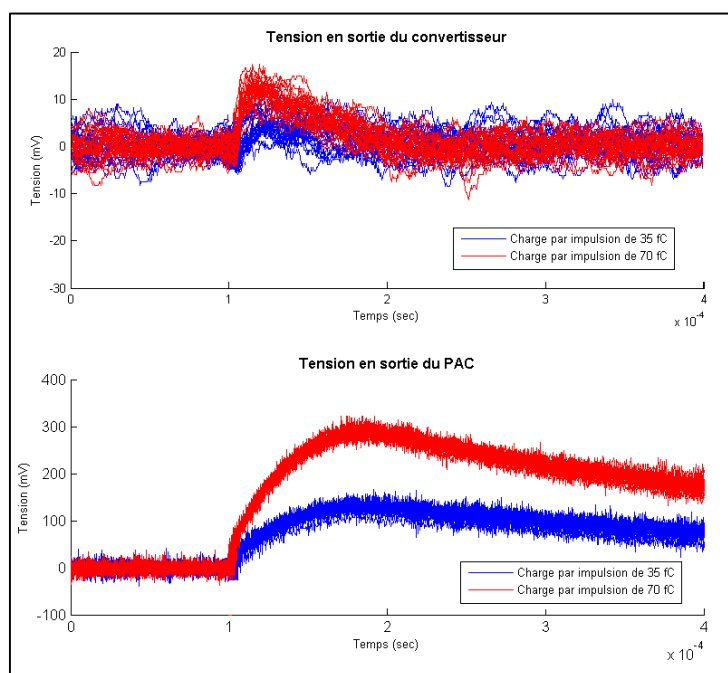 Tension en sortie du convertisseur
20
10
0
-10
-20
-30
Tension (mV)
Charge par impulsion de 35 fC
Charge par impulsion de 70 fC
0
1
2
3
4
Temps (sec)
x 10⁻⁴
Tension en sortie du PAC
400
300
200
100
0
-100
Tension (mV)
Charge par impulsion de 35 fC
Charge par impulsion de 70 fC
0
1
2
3
4
Temps (sec)
x 10⁻⁴